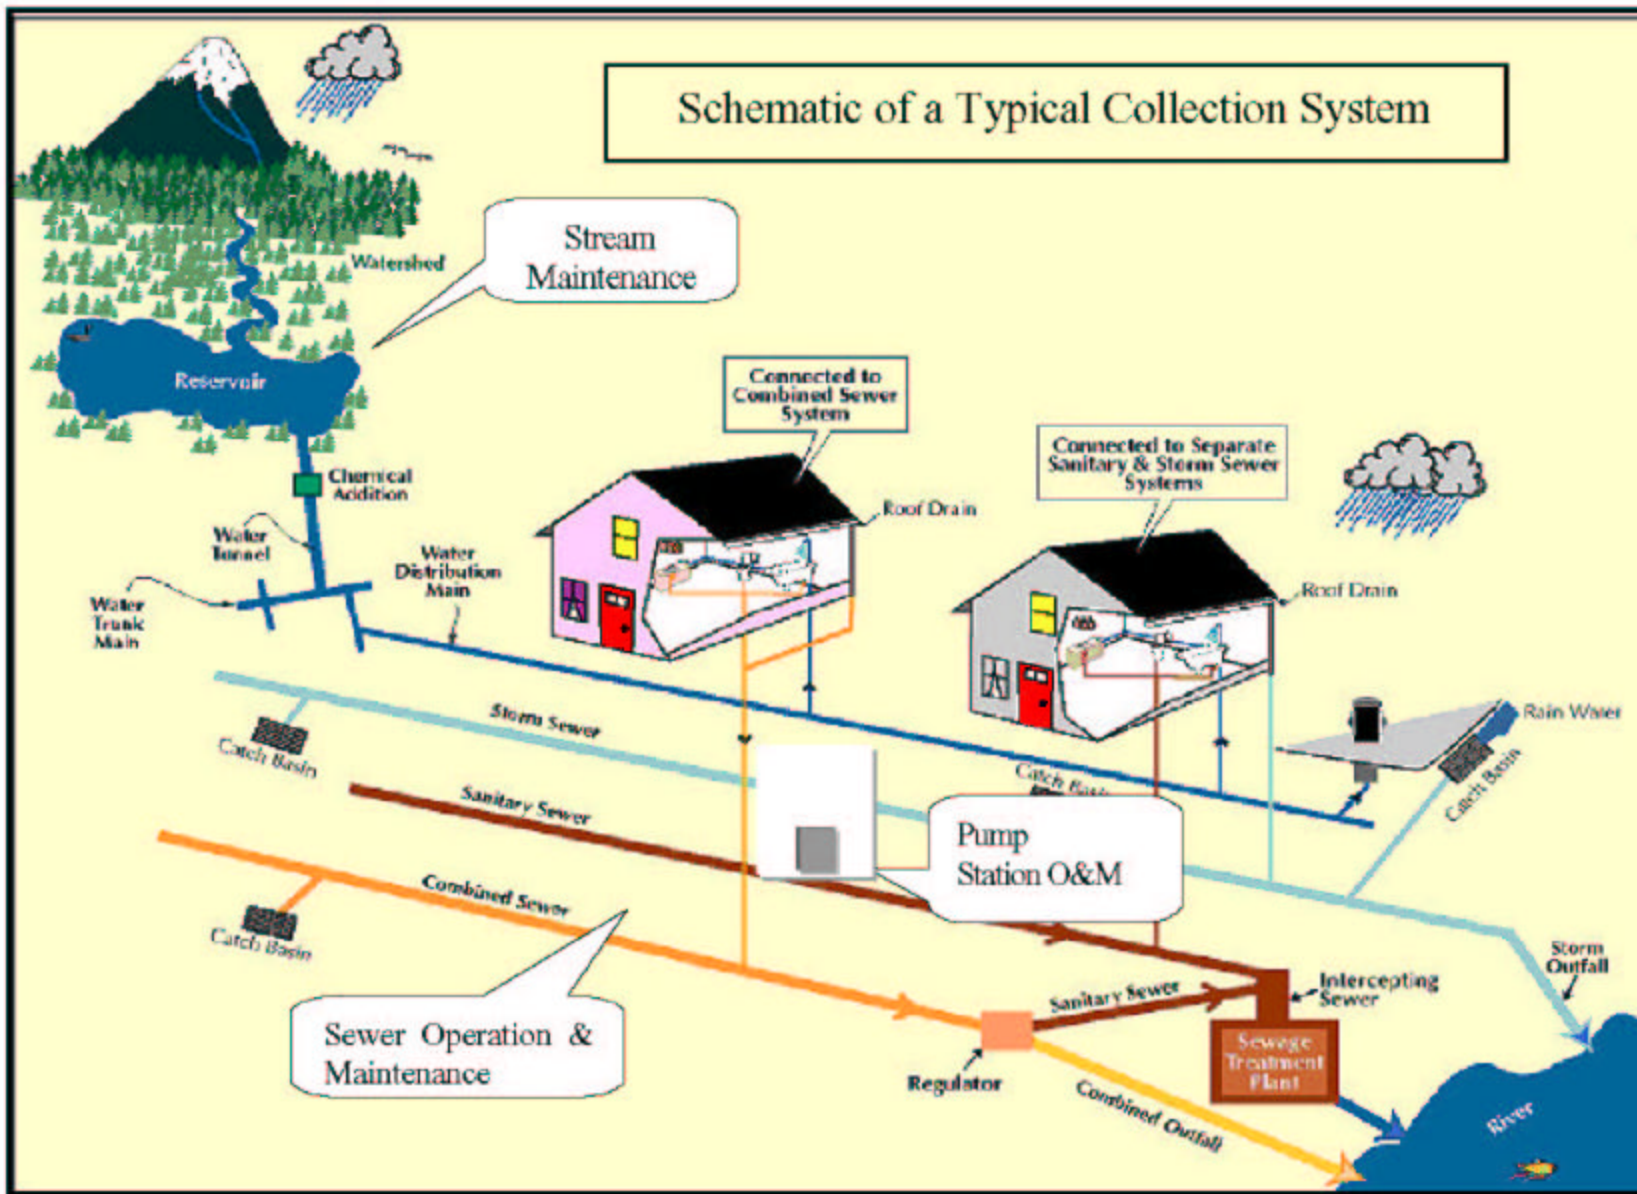 Schematic of a Typical Collection System
Stream
Maintenance
Watershed
Reservoir
Connected to
Combined Sewer
System
Connected to Separate
Sanitary & Storm Sewer
Systems
Chemical
Addition
Roof Drain
Water
Tunnel
Water
Distribution
Main
Roof Drain
Water
Trunk
Main
Rain Water
Storm Sewer
Catch Basin
Catch Basin
Catch Basin
Sanitary Sewer
Pump
Station O&M
Combined Sewer
Catch Basin
Storm
Outfall
Intercepting
Sewer
Sanitary Sewer
Sewer Operation &
Maintenance
Sewage
Treatment
Plant
Regulator
Combined Outfall
River